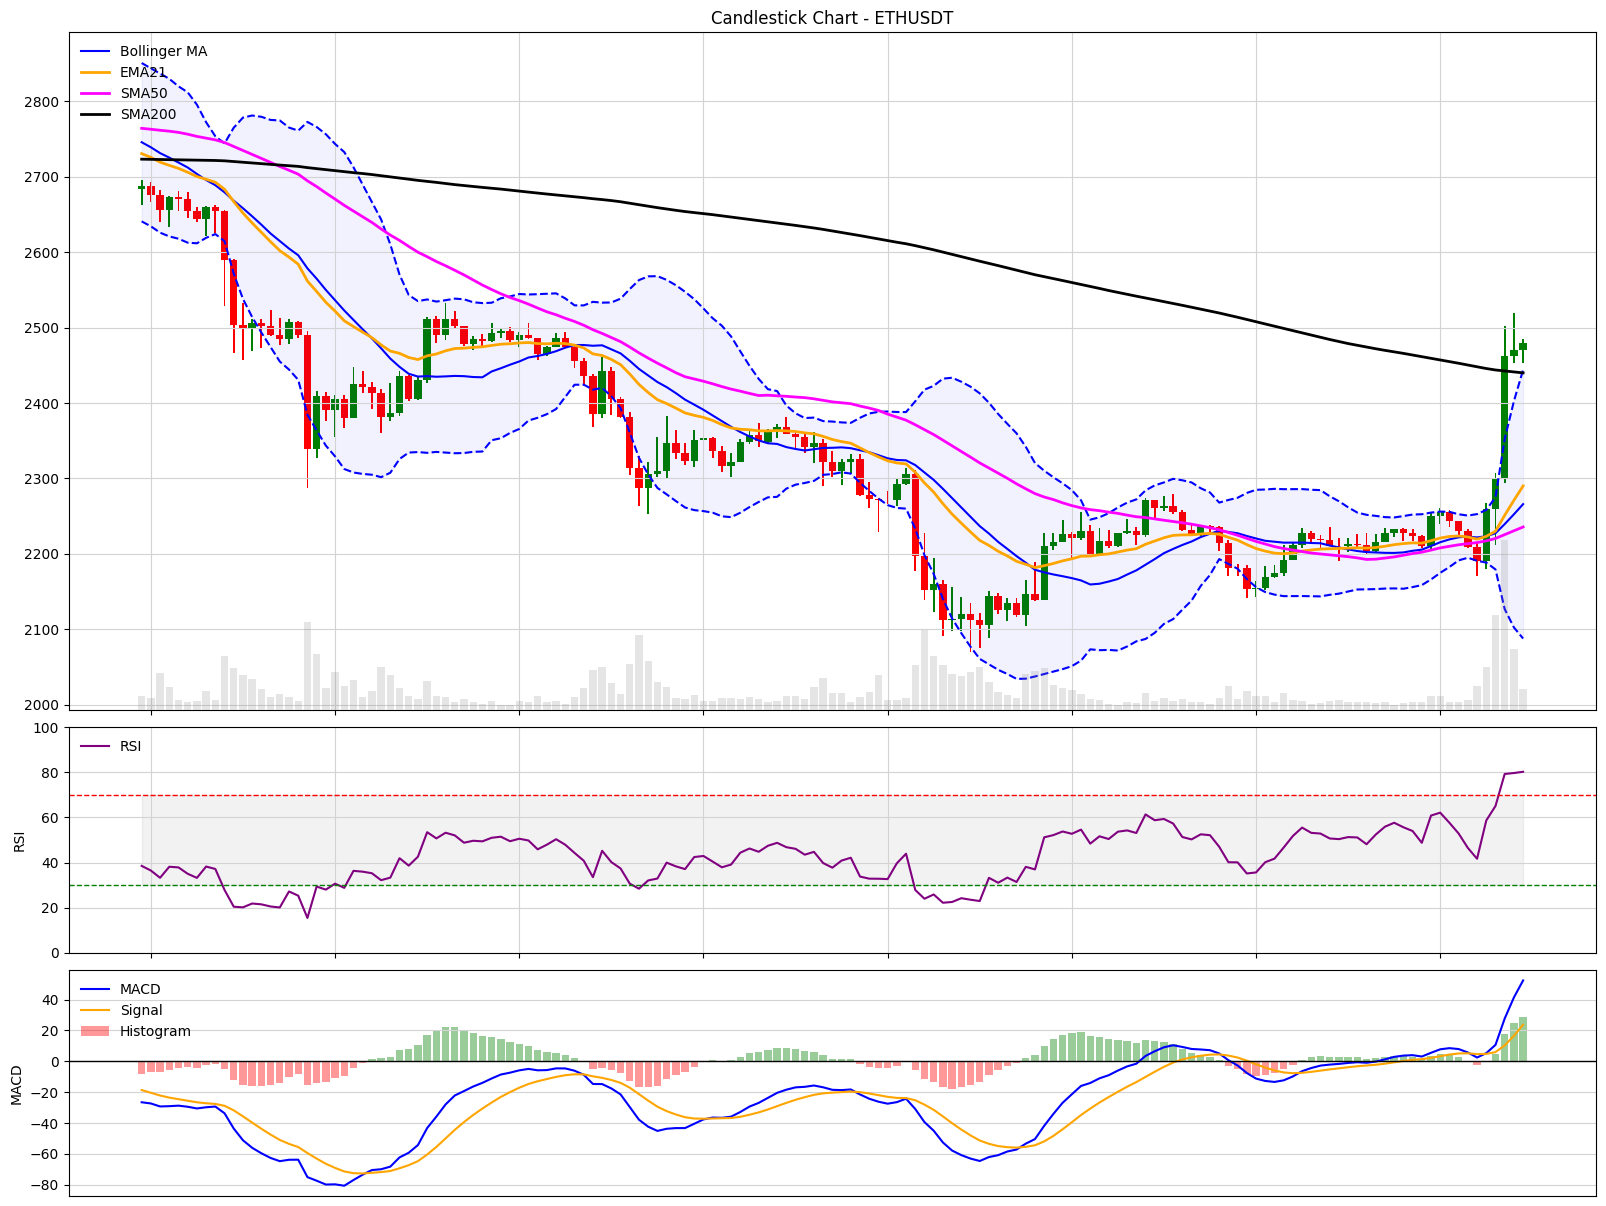 Candlestick Chart - ETHUSDT
Bollinger MA
EMA21
SMA50
SMA200
2800
2700
2600
2500
2400
2300
2200
2100
2000
RSI
100
80
60
40
20
0
RSI
MACD
Signal
Histogram
40
20
0
−20
−40
−60
−80
MACD